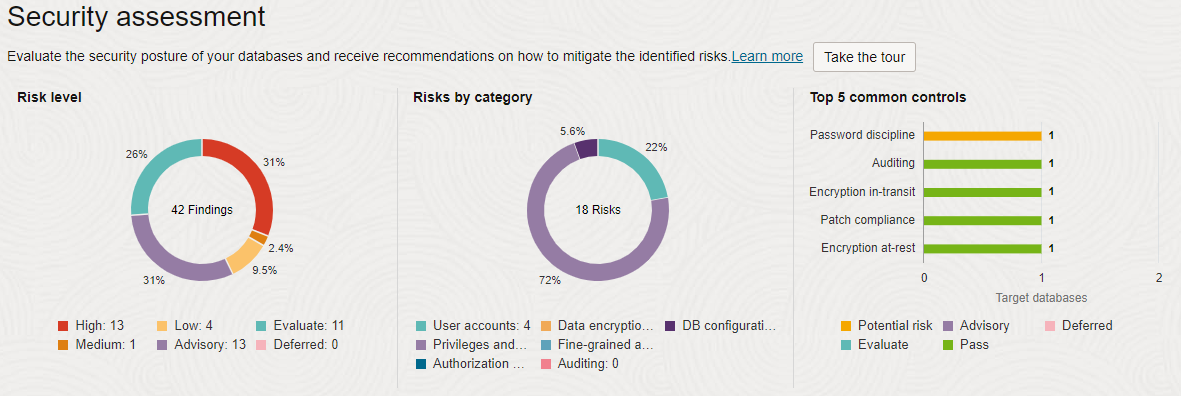 Security assessment
Evaluate the security posture of your databases and receive recommendations on how to mitigate the identified risks. Learn more
Take the tour
Risk level
26%
31%
42 Findings
2.4%
9.5%
31%
High: 13
Low: 4
Evaluate: 11
Medium: 1
Advisory: 13
Deferred: 0
Risks by category
5.6%
22%
18 Risks
72%
User accounts: 4
Data encryptio...
DB configurati...
Privileges and...
Fine-grained a...
Authorization ...
Auditing: 0
Top 5 common controls
Password discipline 1
Auditing 1
Encryption in-transit 1
Patch compliance 1
Encryption at-rest 1
0 1 2
Target databases
Potential risk
Advisory
Deferred
Evaluate
Pass